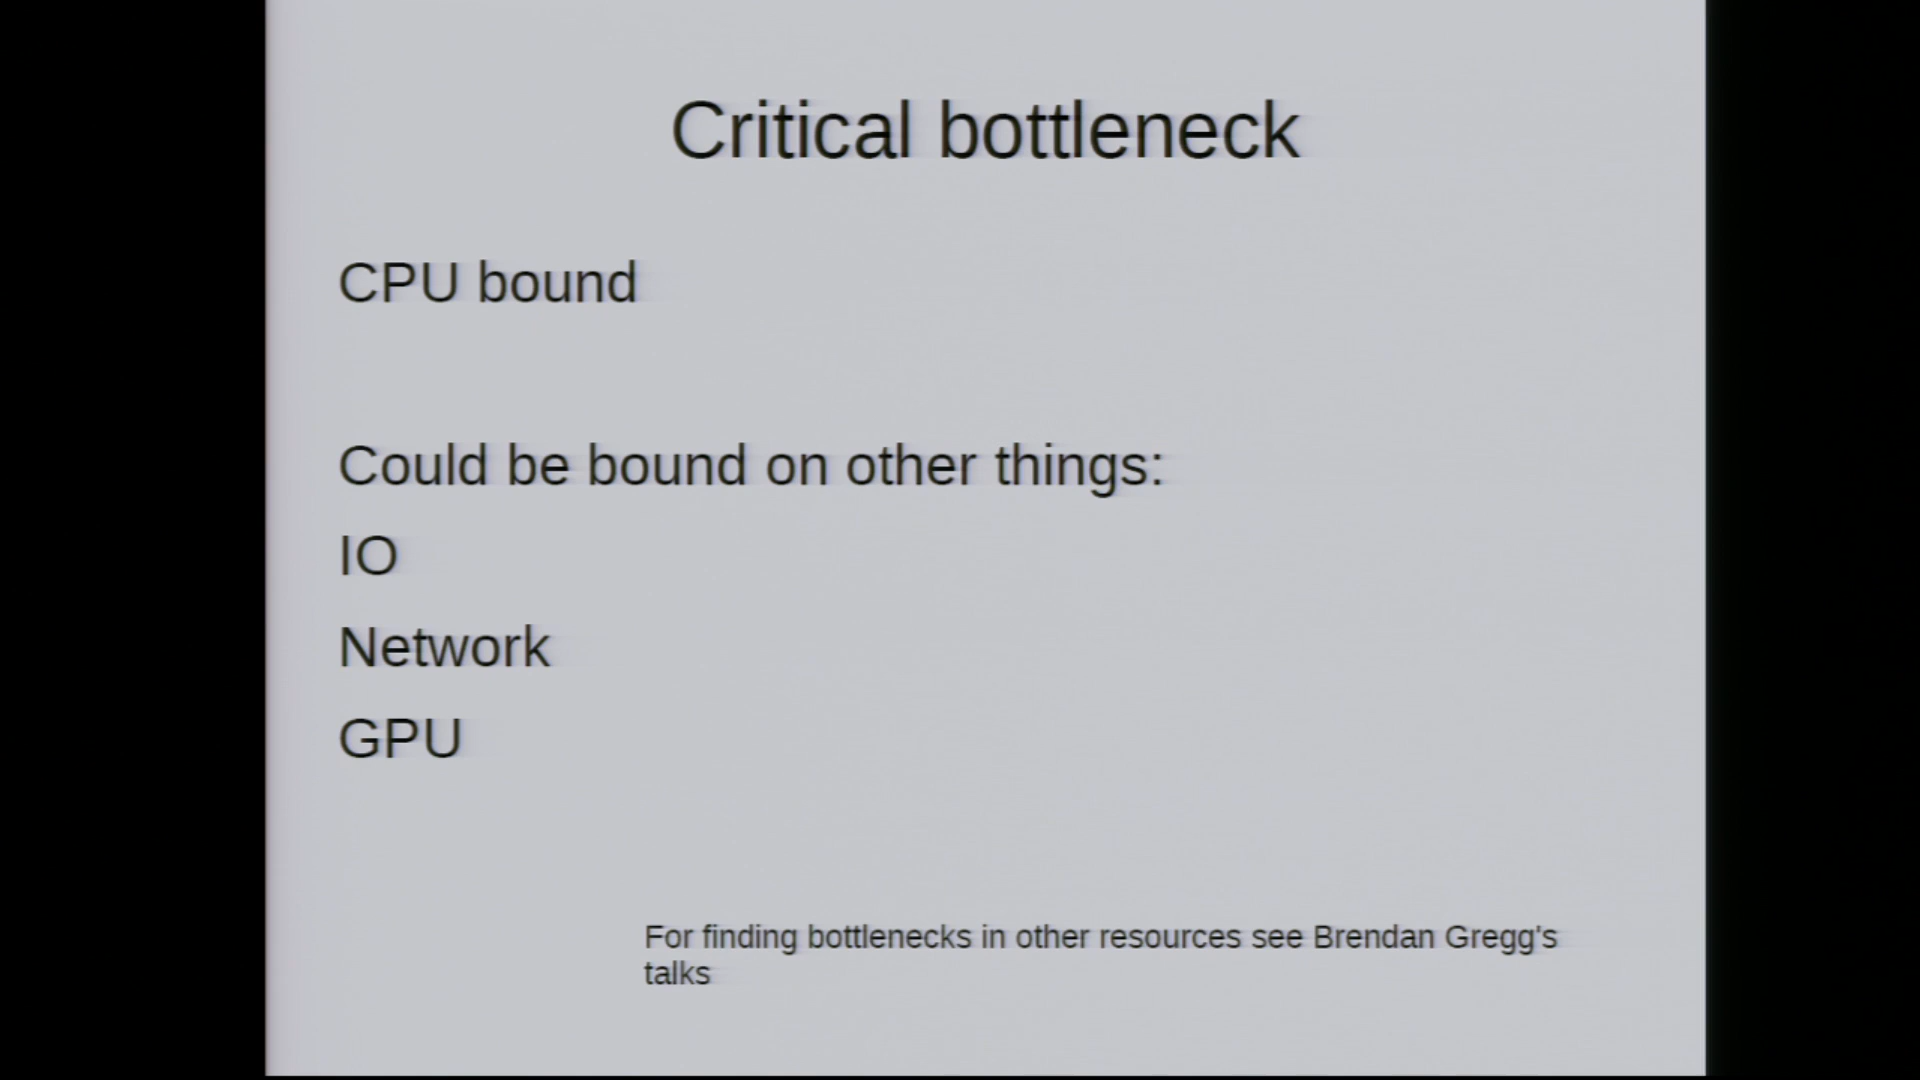 Critical bottleneck
CPU bound
Could be bound on other things:
IO
Network
GPU
For finding bottlenecks in other resources see Brendan Gregg's
talks